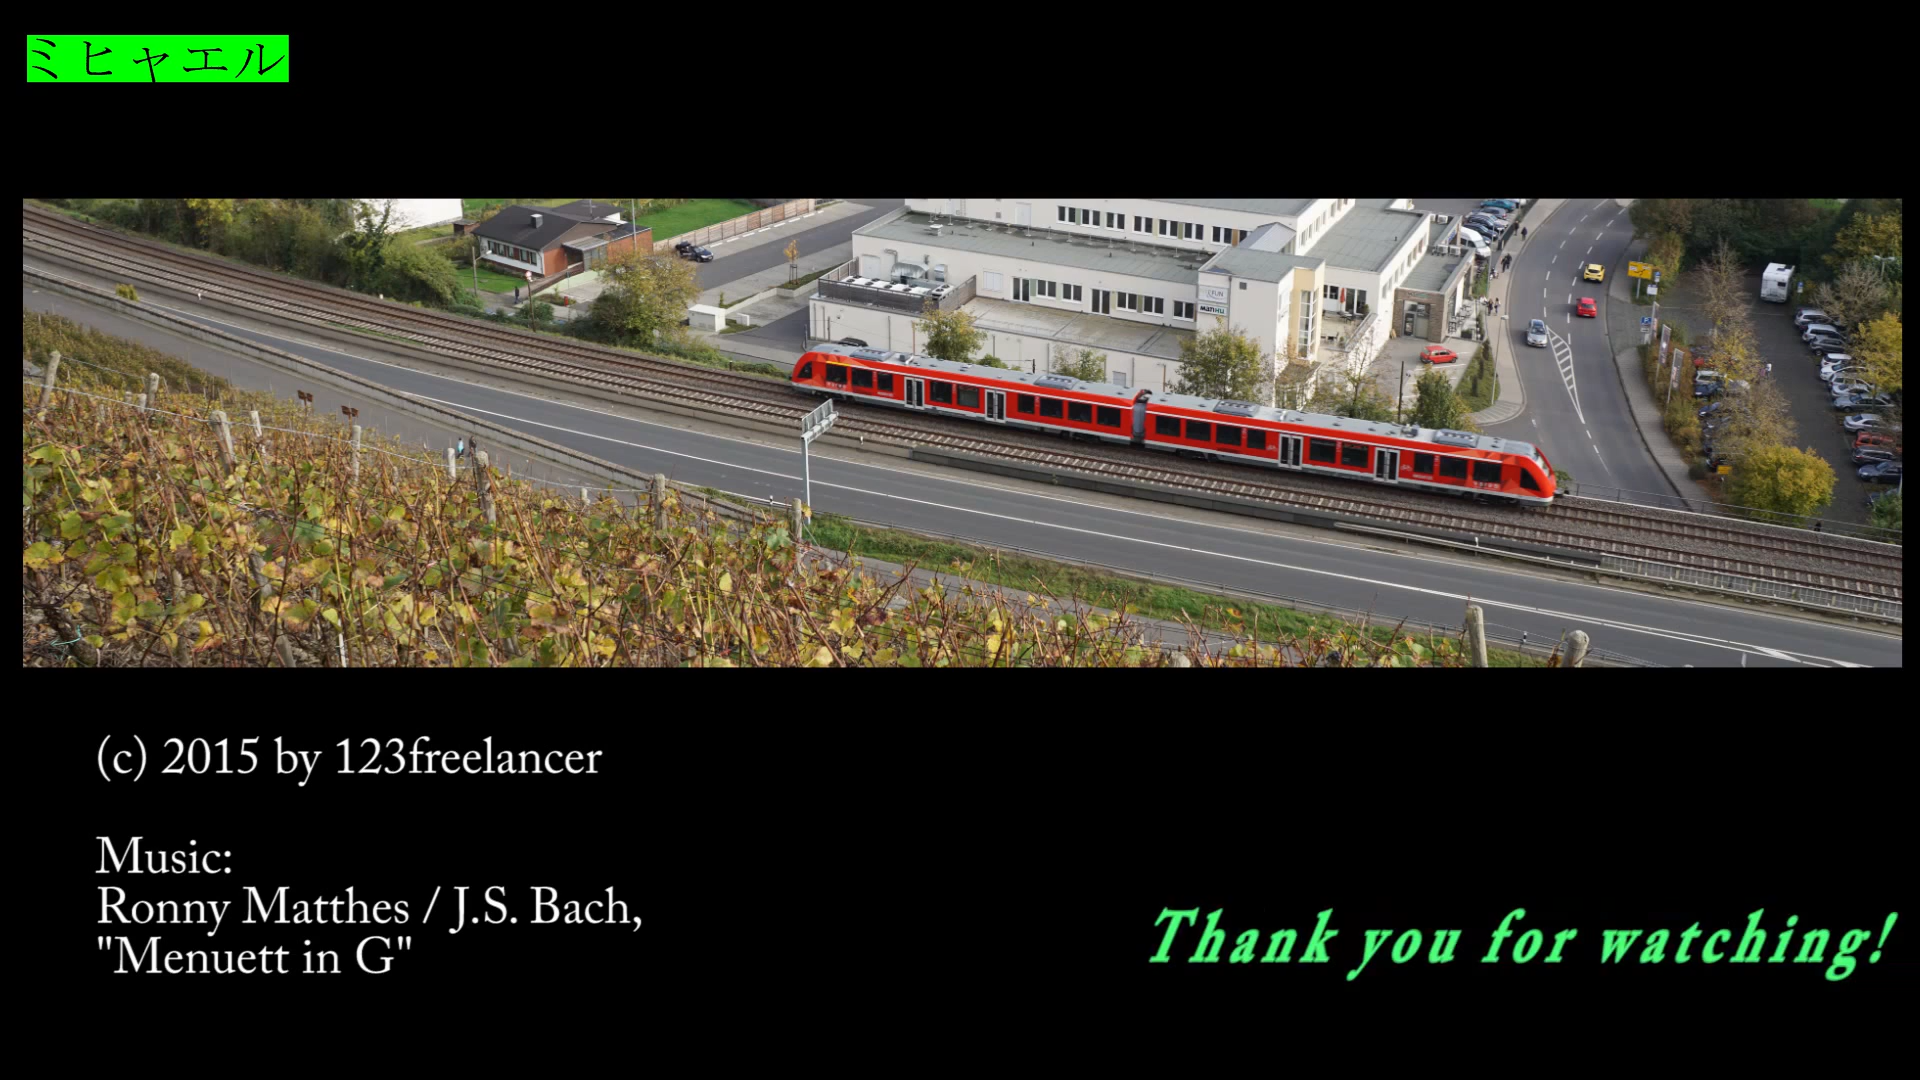 ミヒャエル
(c) 2015 by 123freelancer
Music:
Ronny Matthes / J.S. Bach,
"Menuett in G"
Thank you for watching!